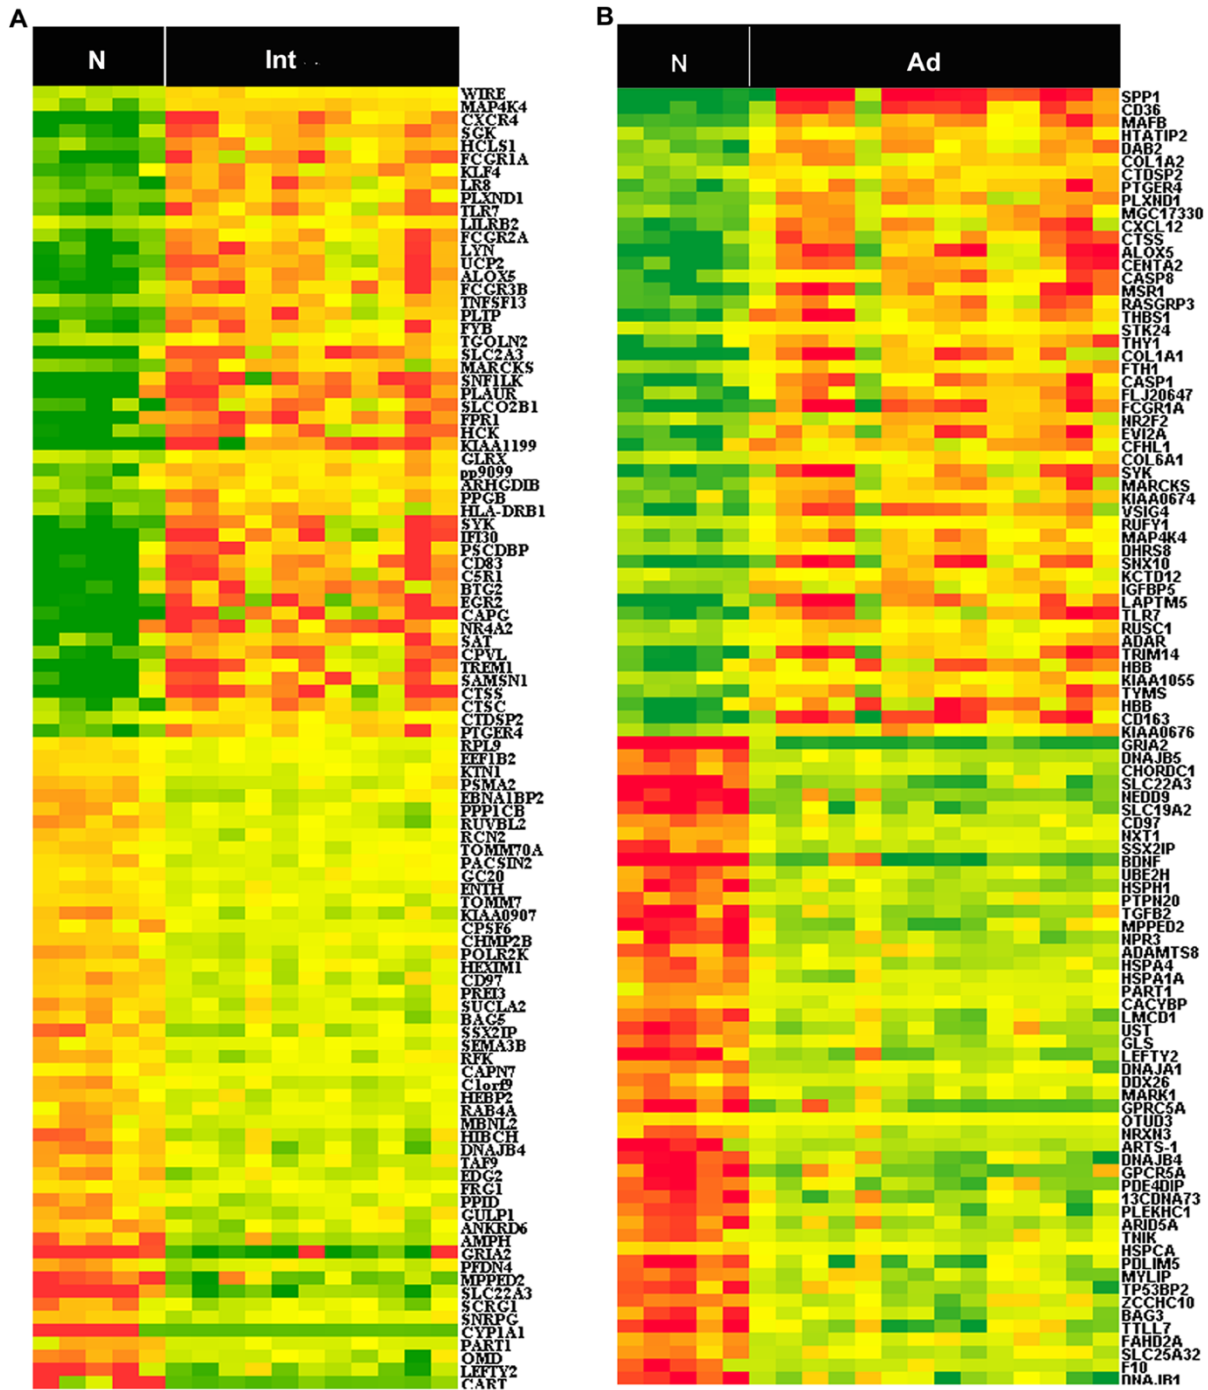 A
N
Int
WIRE
MAP4K4
CXCR4
SGK
HCLS1
FCGR1A
KLF4
LR8
PLXND1
TLR7
LILRB2
FCGR2A
LYN
UCP2
ALOX5
FCGR3B
TNFSF13
PLTP
FYB
TGOLN2
SLC2A3
MARCKS
SNF1LK
PLAUR
SLCO2B1
FPR1
HCK
KIAA1199
GLRX
pp9099
ARHGDIB
PPGB
HLA-DRB1
SYK
IFI30
PSCDBP
CD83
C5R1
BTG2
EGR2
CAPG
NR4A2
SAT
CPVL
TREM1
SAMSN1
CTSS
CTSC
CTDSP2
PTGER4
RPL9
EEF1B2
KTN1
PSMA2
EBNA1BP2
PPP1CB
RUVBL2
RCN2
TOMM70A
PACSIN2
GC20
ENTH
TOMM7
KIAA0907
CPSF6
CHMP2B
POLR2K
HEXIM1
CD97
PREI3
SUCLA2
BAG5
SSX2IP
SEMA3B
RFK
CAPN7
C1orf9
HEBP2
RAB4A
MBNL2
HIBCH
DNAJB4
TAF9
EDG2
FRG1
PPID
GULP1
ANKRD6
AMPH
GRIA2
PFDN4
MPPED2
SLC22A3
SCRG1
SNRPG
CYP1A1
PART1
OMD
LEFTY2
CART
B
N
Ad
SPP1
CD36
MAFB
HTATIP2
DAB2
COL1A2
CTDSP2
PTGER4
PLXND1
MGC17330
CXCL12
CTSS
ALOX5
CENTA2
CASP8
MSR1
RASGRP3
THBS1
STK24
THY1
COL1A1
FTH1
CASP1
FLJ20647
FCGR1A
NR2F2
EVI2A
CFHL1
COL6A1
SYK
MARCKS
KIAA0674
VSIG4
RUFY1
MAP4K4
DHRS8
SNX10
KCTD12
IGFBP5
LAPTM5
TLR7
RUSC1
ADAR
TRIM14
HBB
KIAA1055
TYMS
HBB
CD163
KIAA0676
GRIA2
DNAJB5
CHORDC1
SLC22A3
NEDD9
SLC19A2
CD97
NXT1
SSX2IP
BDNF
UBE2H
HSPH1
PTPN20
TGFB2
MPPED2
NPR3
ADAMTS8
HSPA4
HSPA1A
PART1
CACYBP
LMCD1
UST
GLS
LEFTY2
DNAJA1
DDX26
MARK1
GPRC5A
OTUD3
NRXN3
ARTS-1
DNAJB4
GPCR5A
PDE4DIP
13CDNA73
PLEKHC1
ARID5A
TNIK
HSPCA
PDLIM5
MYLIP
TP53BP2
ZCCHC10
BAG3
TTLL7
FAHD2A
SLC25A32
F10
DNAJB1